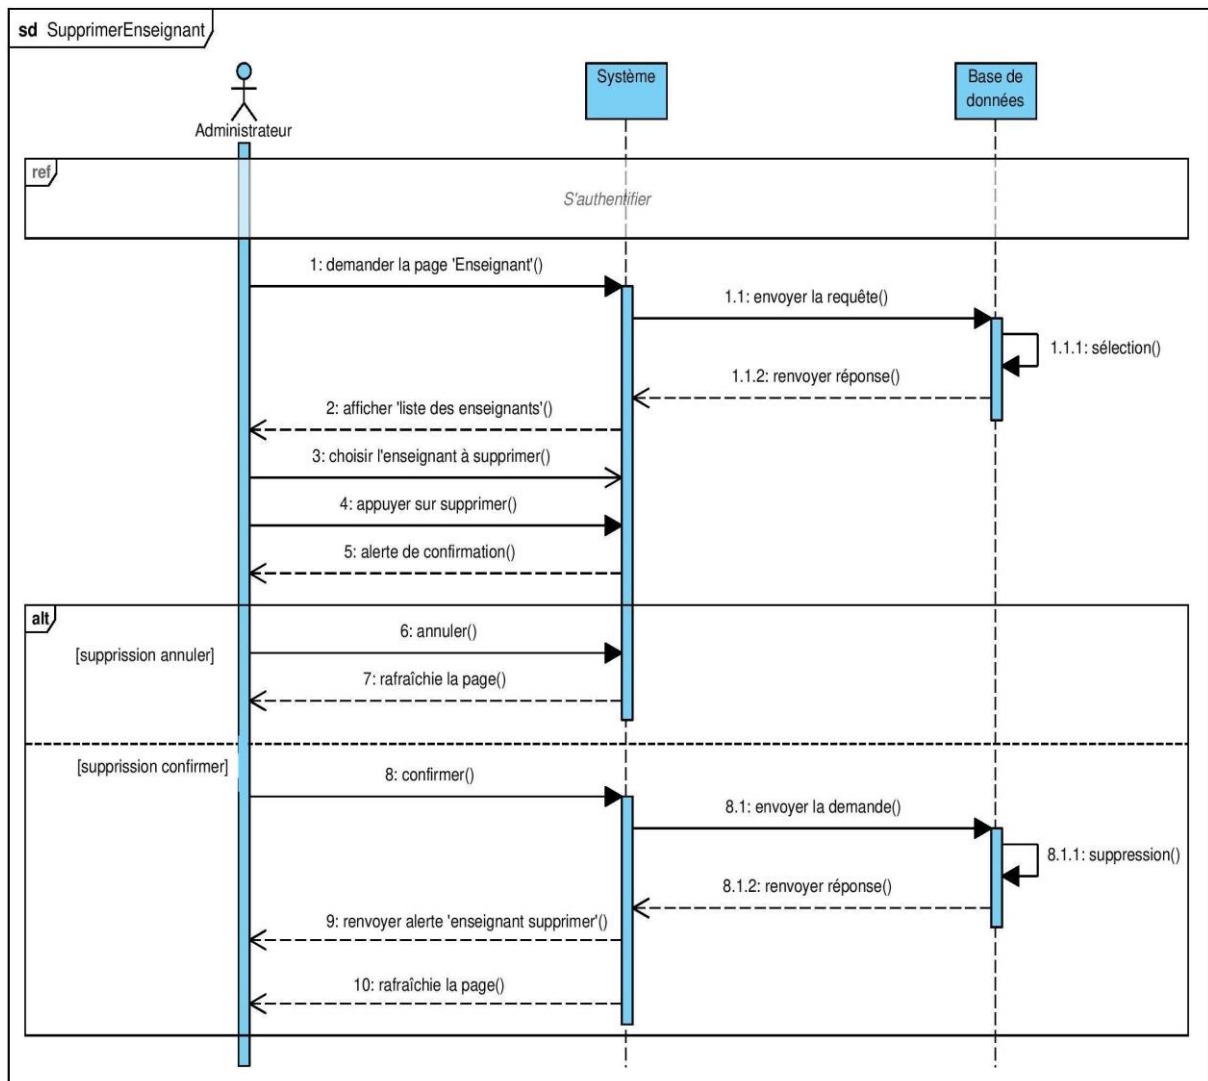 sd SupprimerEnseignant
Administrateur
Système
Base de
données
ref
S'authentifier
1: demander la page 'Enseignant'()
1.1: envoyer la requête()
1.1.1: sélection()
1.1.2: renvoyer réponse()
2: afficher 'liste des enseignants'()
3: choisir l'enseignant à supprimer()
4: appuyer sur supprimer()
5: alerte de confirmation()
alt
6: annuler()
[supprission annuler]
7: rafraîchie la page()
[supprission confirmer]
8: confirmer()
8.1: envoyer la demande()
8.1.1: suppression()
8.1.2: renvoyer réponse()
9: renvoyer alerte 'enseignant supprimer'()
10: rafraîchie la page()